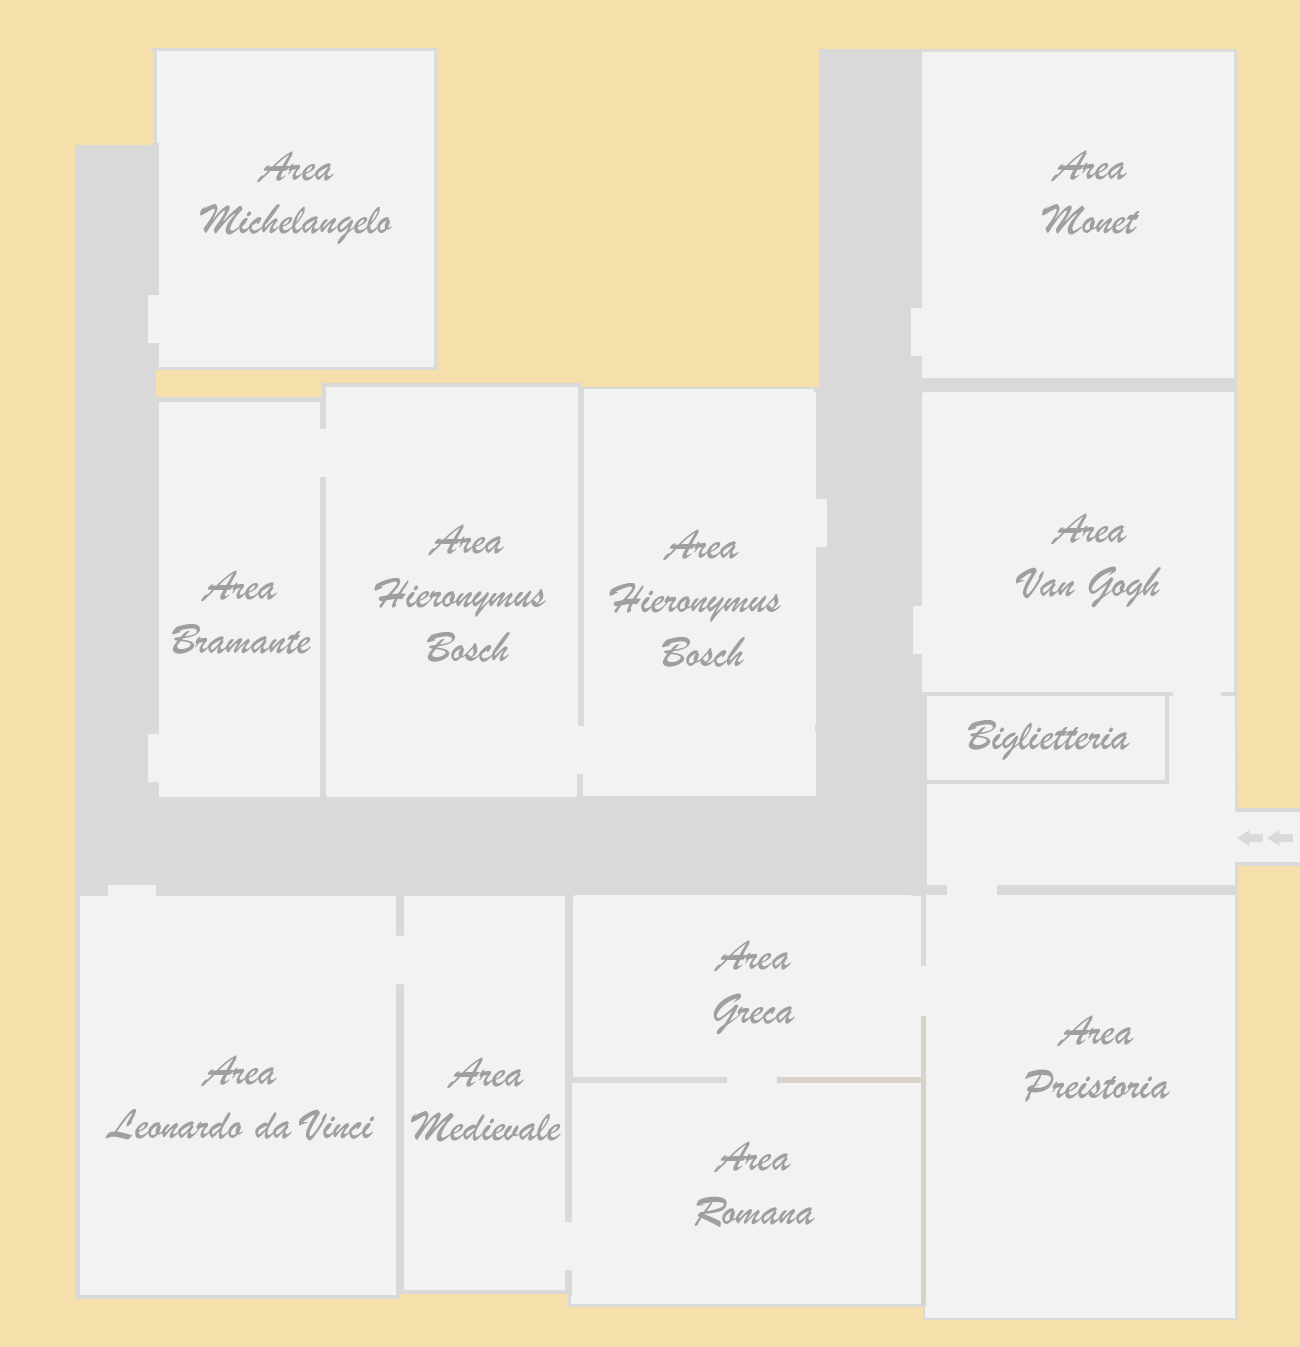 Area
Michelangelo
Area
Monet
Area
Bramante
Area
Hieronymus
Bosch
Area
Hieronymus
Bosch
Area
Van Gogh
Biglietteria
Area
Leonardo da Vinci
Area
Medievale
Area
Greca
Area
Romana
Area
Preistoria